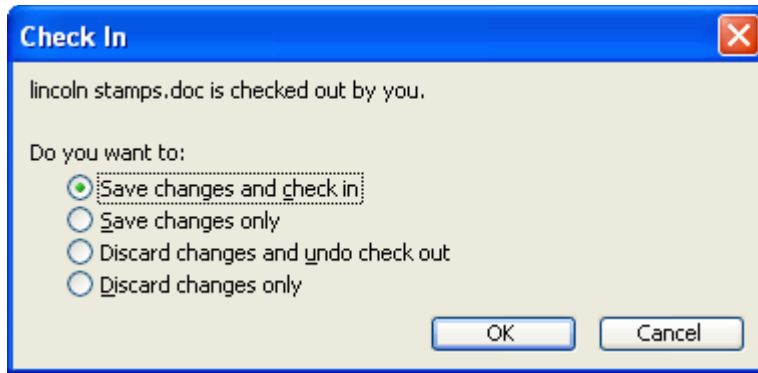 Check In
lincoln stamps.doc is checked out by you.
Do you want to:
Save changes and check in
Save changes only
Discard changes and undo check out
Discard changes only
OK Cancel